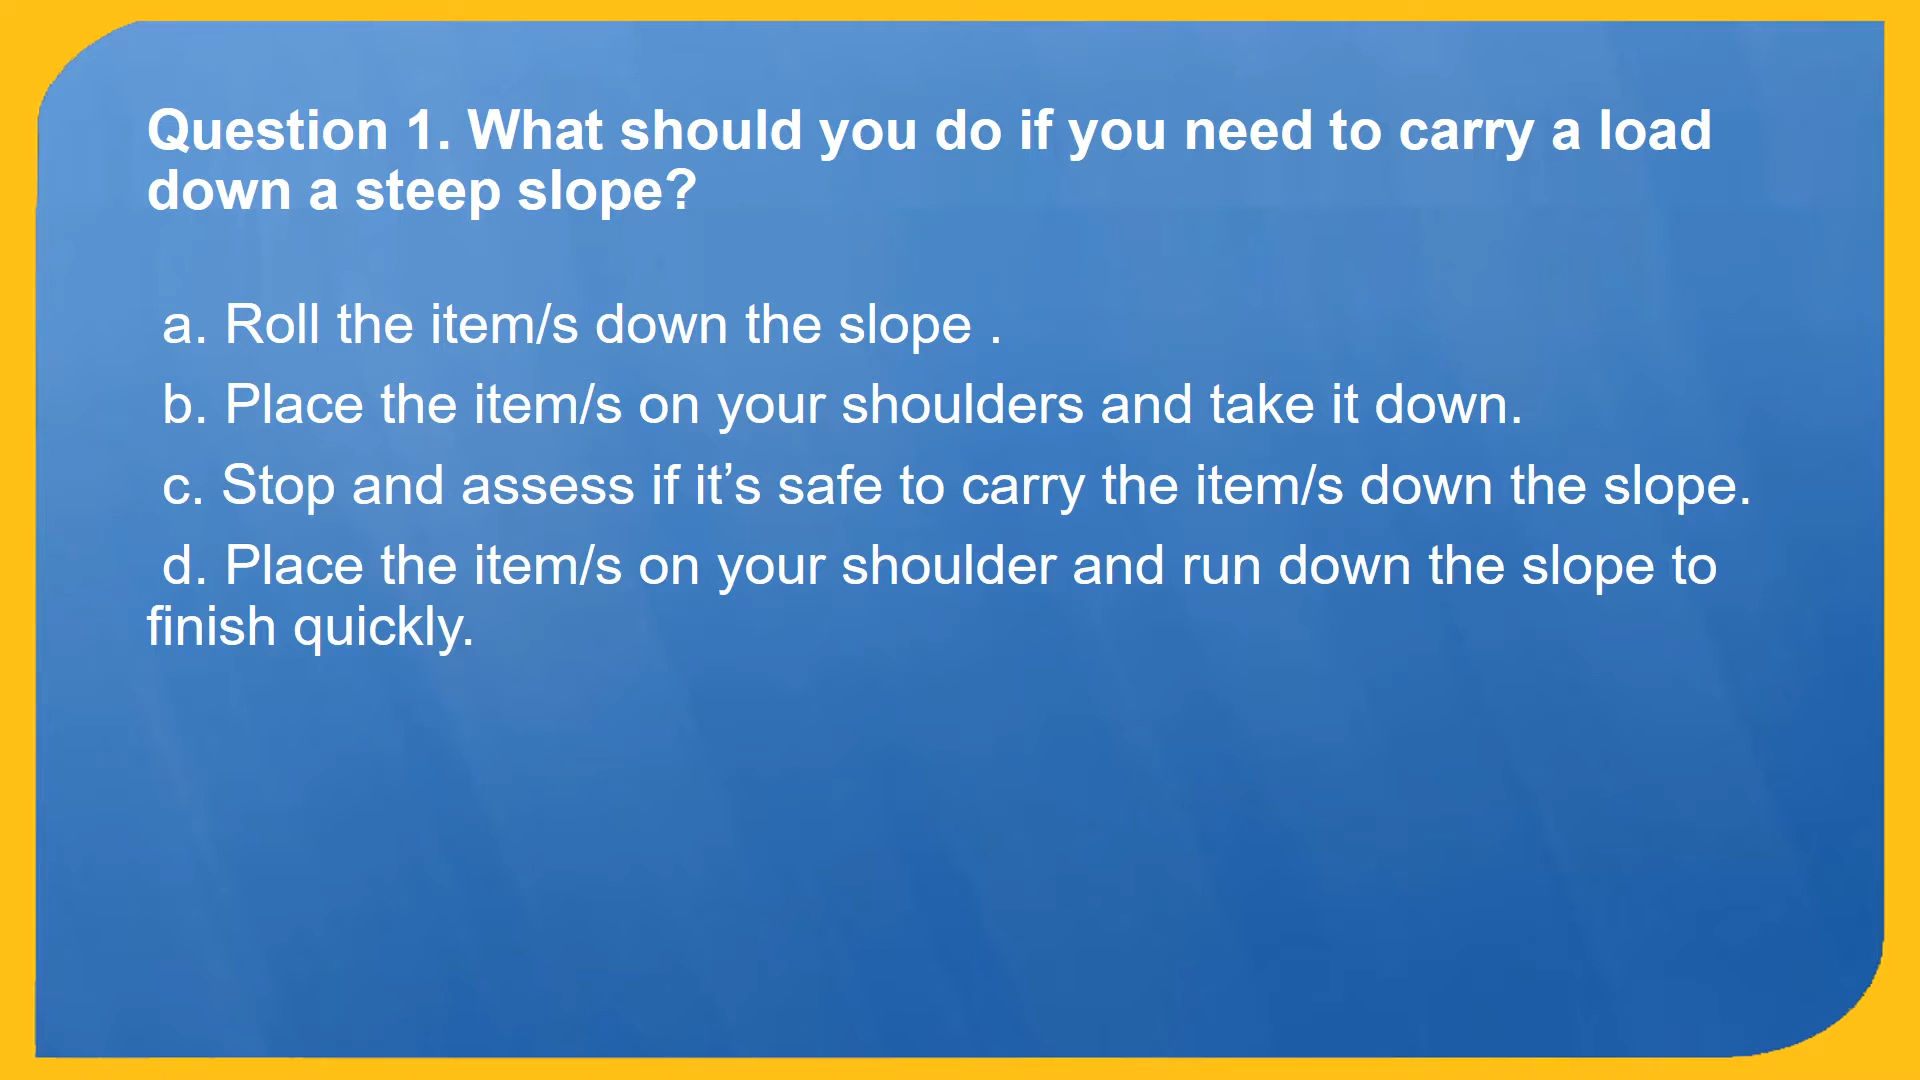 Question 1. What should you do if you need to carry a load
down a steep slope?
a. Roll the item/s down the slope .
b. Place the item/s on your shoulders and take it down.
c. Stop and assess if it’s safe to carry the item/s down the slope.
d. Place the item/s on your shoulder and run down the slope to
finish quickly.